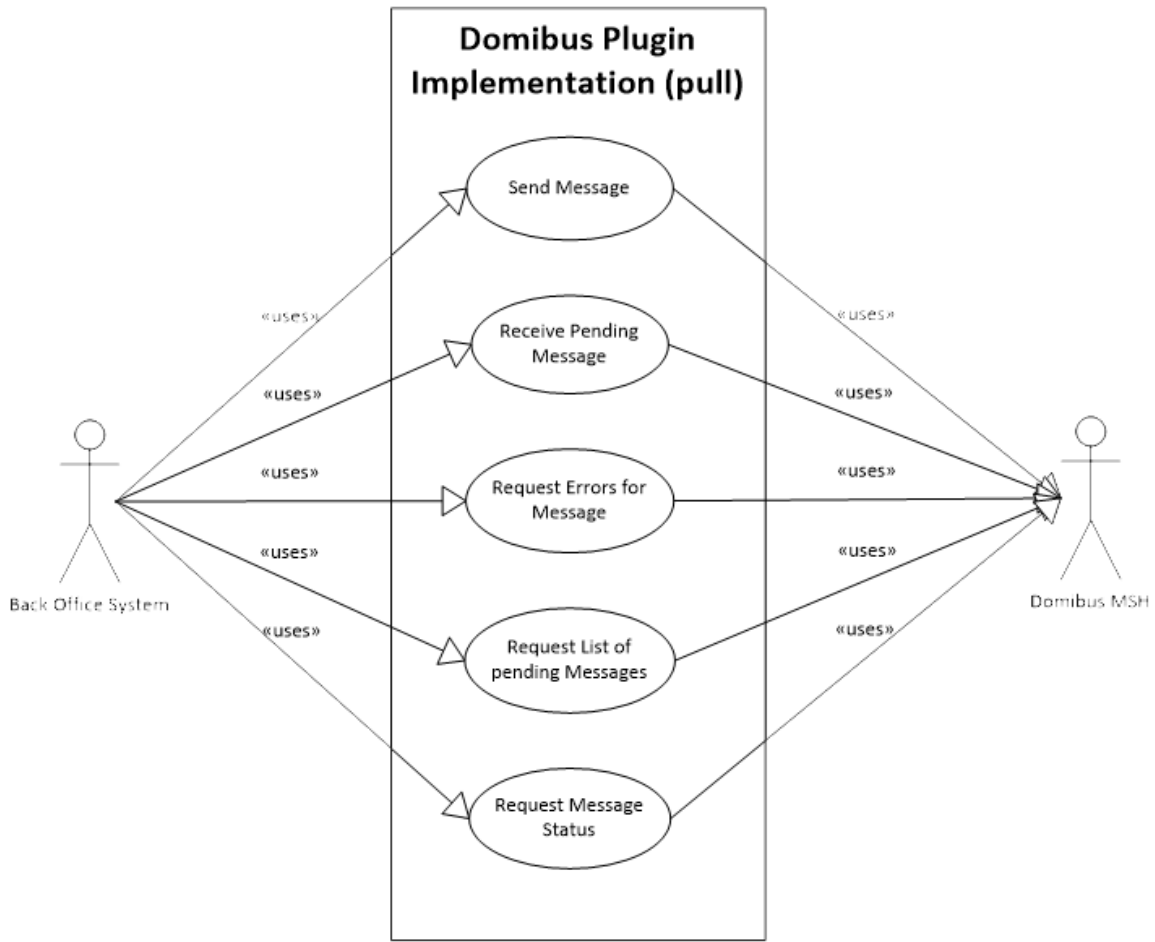 Domibus Plugin
Implementation (pull)
Send Message
«uses»
«uses»
Receive Pending
Message
«uses»
«uses»
«uses»
Request Errors for
Message
«uses»
Back Office System
Domibus MSH
«uses»
«uses»
Request List of
pending Messages
«uses»
«uses»
Request Message
Status